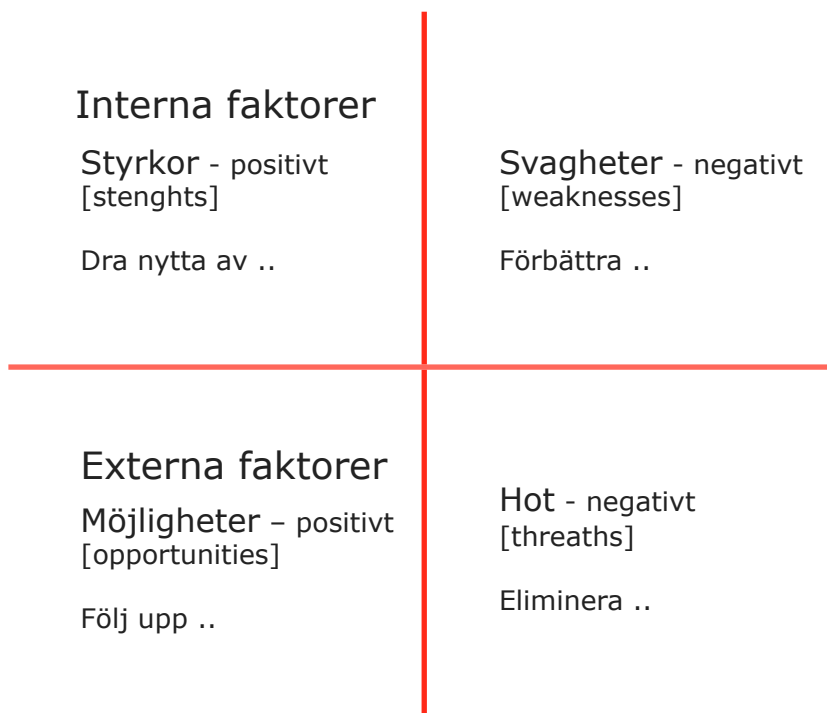 Interna faktorer
Styrkor - positivt
[stenghts]
Dra nytta av ..
Svagheter - negativt
[weaknesses]
Förbättra ..
Externa faktorer
Möjligheter – positivt
[opportunities]
Följ upp ..
Hot - negativt
[threaths]
Eliminera ..